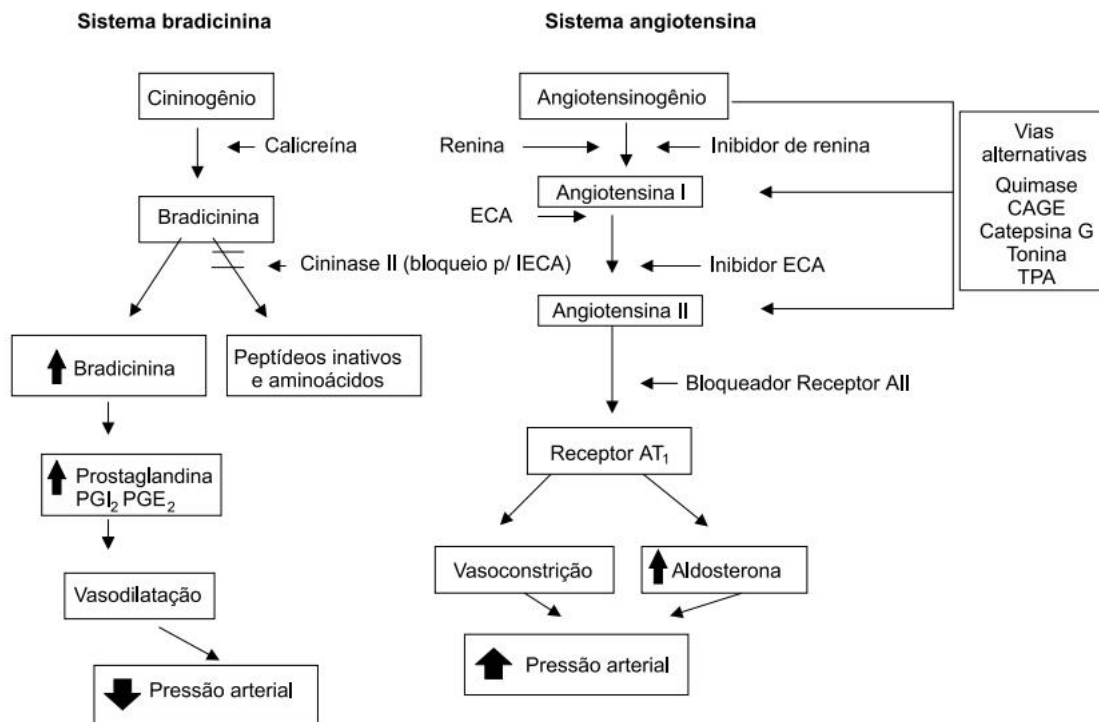 Sistema bradicinina
Cininogênio
Calicreína
Bradicinina
Cininase II (bloqueio p/ IECA)
Bradicinina
Peptídeos inativos
e aminoácidos
Prostaglandina
PGI2 PGE2
Vasodilatação
Pressão arterial
Sistema angiotensina
Angiotensinogênio
Renina
Inibidor de renina
Angiotensina I
ECA
Inibidor ECA
Angiotensina II
Bloqueador Receptor AII
Receptor AT1
Vasoconstrição
Aldosterona
Pressão arterial
Vias
alternativas
Quimase
CAGE
Catepsina G
Tonina
TPA